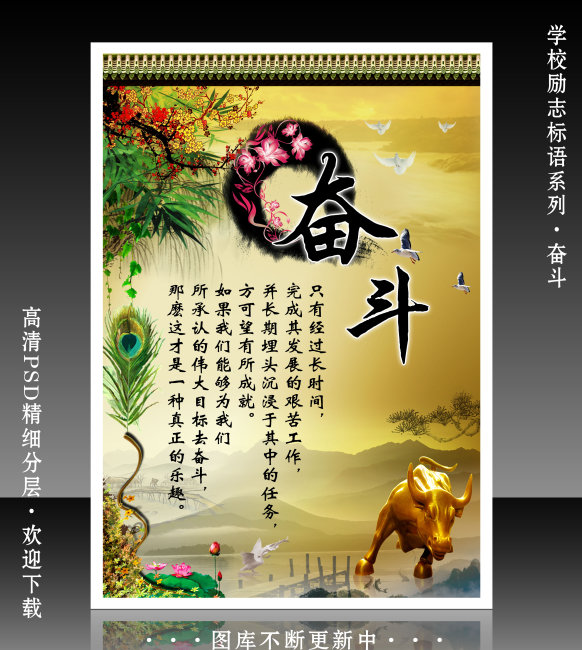 学校励志标语系列·奋斗
奋斗
只有经过长时间，
完成其发展的艰苦工作，
并长期埋头沉浸于其中的任务，
方可望有所成就。
如果我们能够为我们
所承认的伟大目标去奋斗，
那麽这才是一种真正的乐趣。
高清PSD精细分层·欢迎下载
···图库不断更新中···